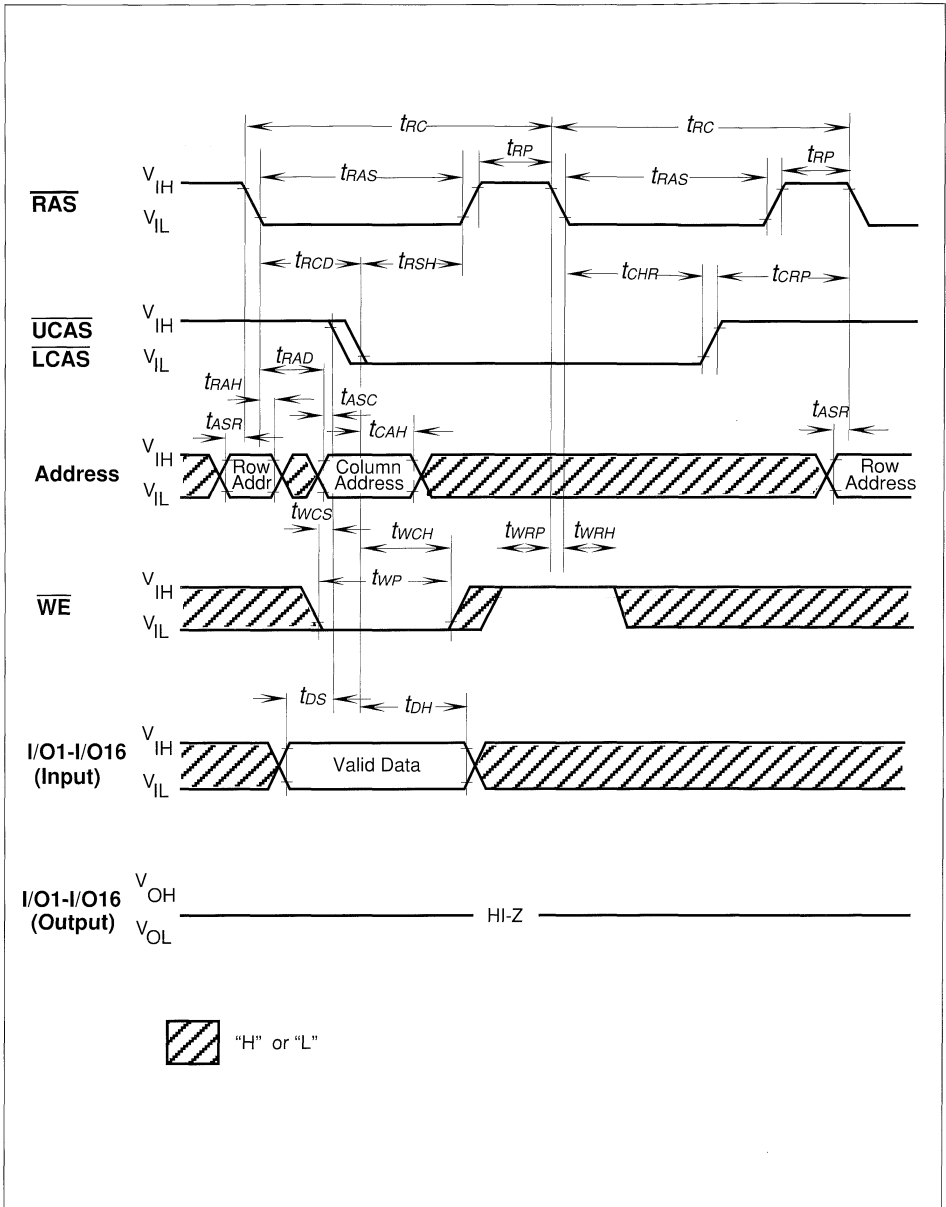 tRC tRC
tRP tRP
tRAS tRAS
RAS VIH
VIL
tRCD tRSH tCHR tCRP
UCAS VIH
LCAS VIL
tRAD
tRAH tASC
tASR tCAH tASR
Address VIH Row Addr Column Address Row Address
VIL
tWCS tWCH tWRP tWRH
tWP
WE VIH
VIL
tDS tDH
I/O1-I/O16 (Input) VIH
Valid Data
VIL
I/O1-I/O16 (Output) VOH
HI-Z
VOL
“H” or “L”